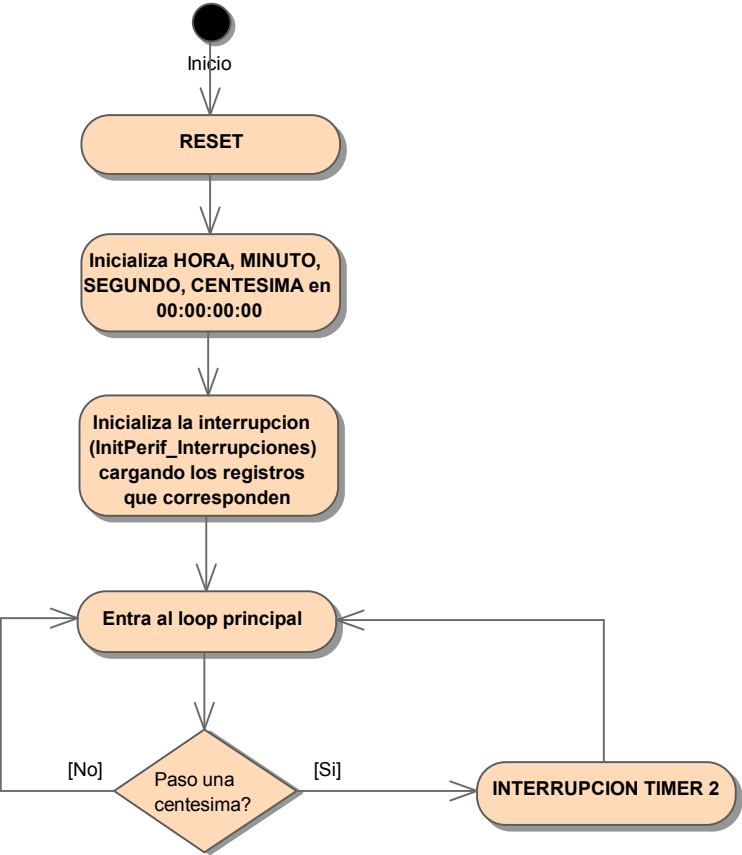 Inicio
RESET
Inicializa HORA, MINUTO,
SEGUNDO, CENTESIMA en
00:00:00:00
Inicializa la interrupcion
(InitPerif_Interrupciones)
cargando los registros
que corresponden
Entra al loop principal
[No]
Paso una
centesima?
[Si]
INTERRUPCION TIMER 2